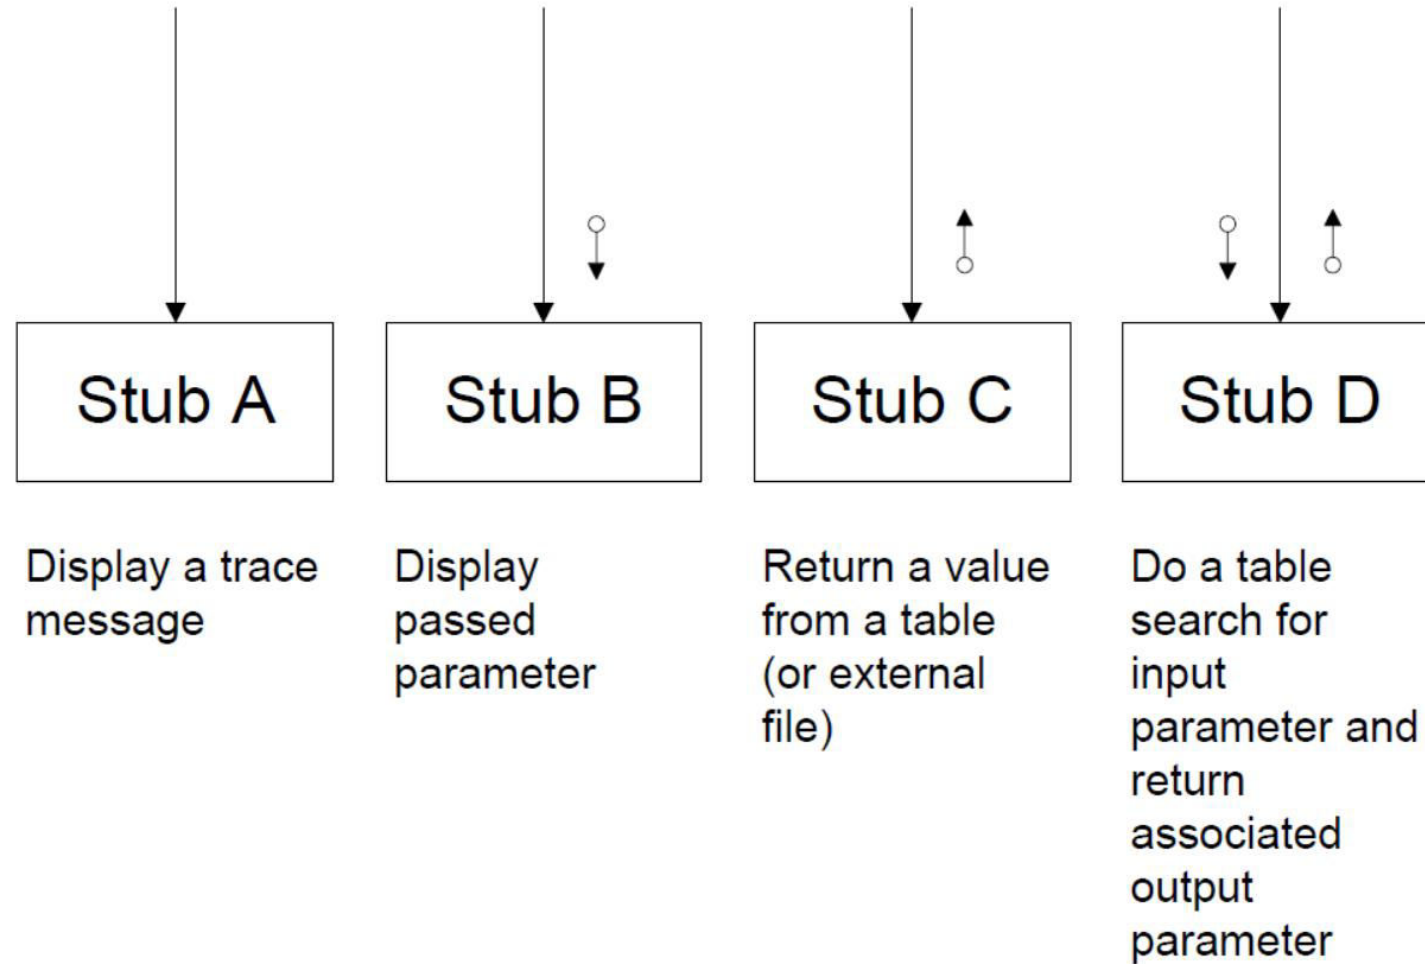 Stub A
Stub B
Stub C
Stub D
Display a trace
message
Display
passed
parameter
Return a value
from a table
(or external
file)
Do a table
search for
input
parameter and
return
associated
output
parameter